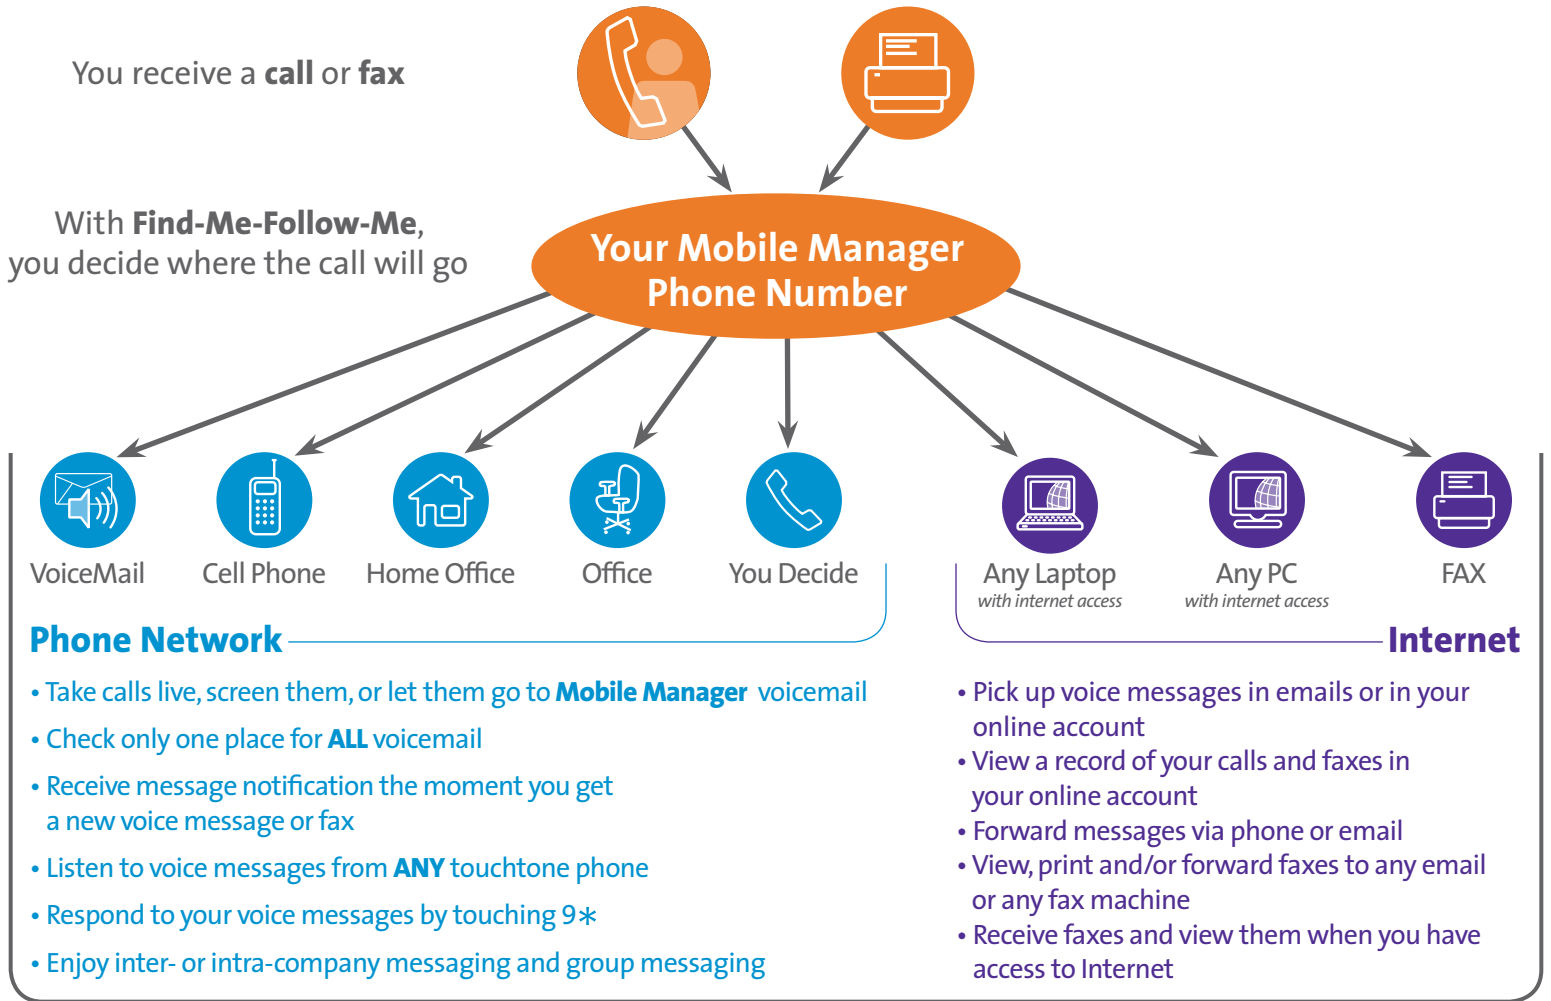 You receive a call or fax
With Find-Me-Follow-Me,
you decide where the call will go
Your Mobile Manager
Phone Number
VoiceMail
Cell Phone
Home Office
Office
You Decide
Any Laptop
with internet access
Any PC
with internet access
FAX
Phone Network
• Take calls live, screen them, or let them go to Mobile Manager voicemail
• Check only one place for ALL voicemail
• Receive message notification the moment you get
a new voice message or fax
• Listen to voice messages from ANY touchtone phone
• Respond to your voice messages by touching 9*
• Enjoy inter- or intra-company messaging and group messaging
Internet
• Pick up voice messages in emails or in your
online account
• View a record of your calls and faxes in
your online account
• Forward messages via phone or email
• View, print and/or forward faxes to any email
or any fax machine
• Receive faxes and view them when you have
access to Internet